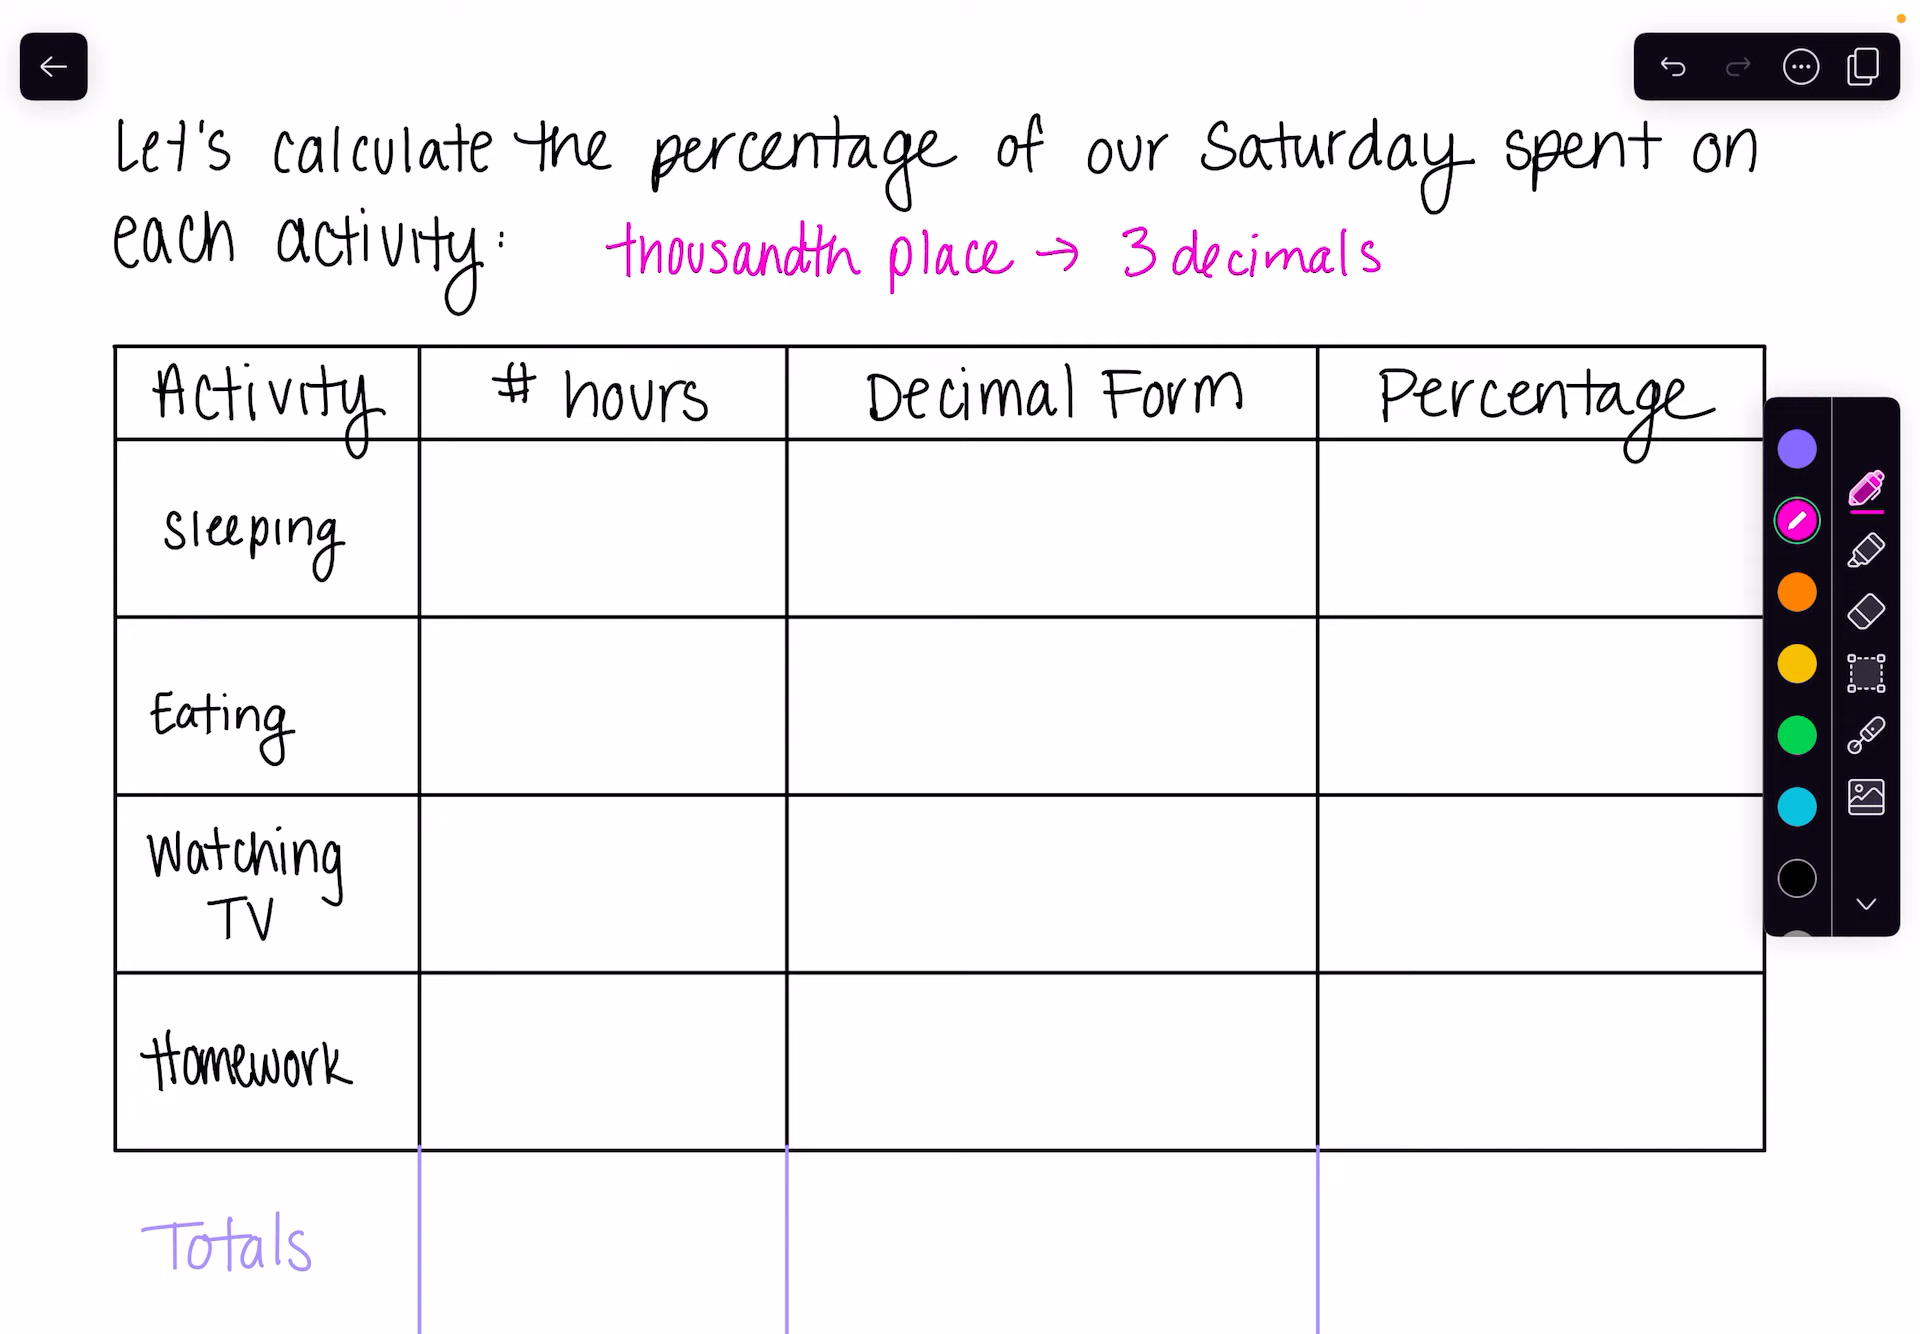 Let's calculate the percentage of our Saturday spent on
each activity: thousandth place → 3 decimals
Activity # hours Decimal Form Percentage
Sleeping
Eating
Watching
TV
Homework
Totals